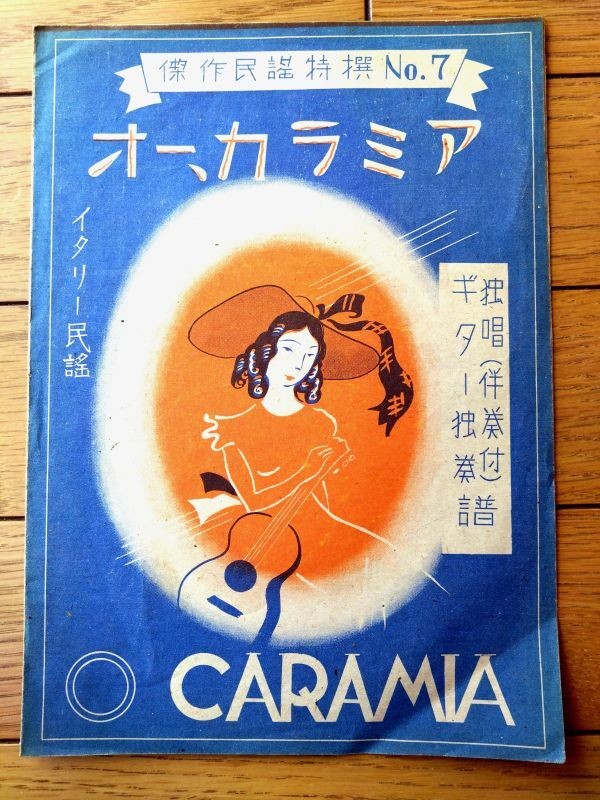 傑作民謡特撰 No.7
オー、カラミア
イタリー民謡
独唱(伴奏付)
ギター独奏譜
CARAMIA